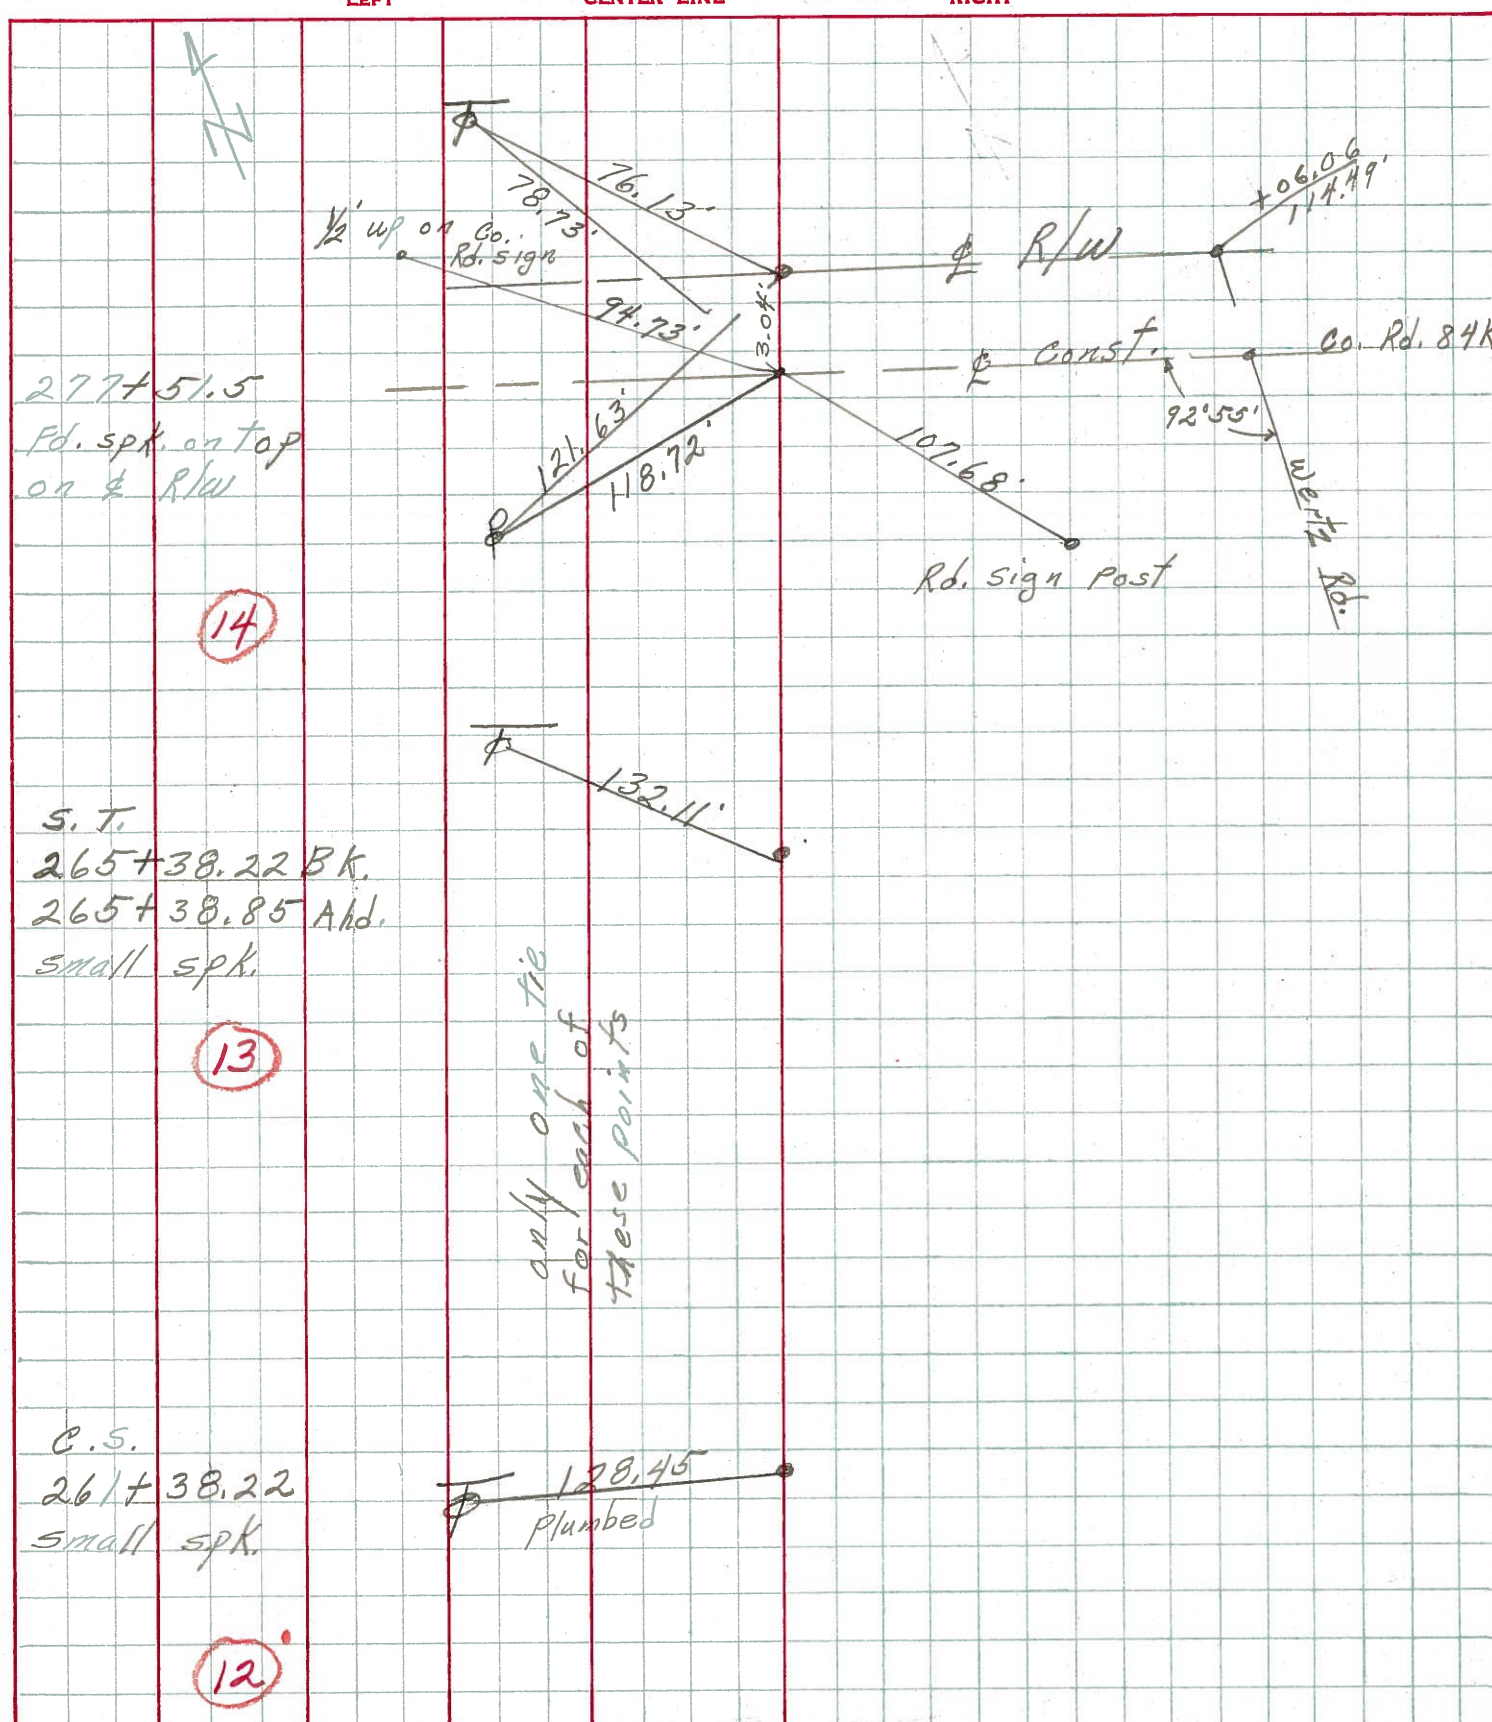 LEFT CENTER LINE RIGHT
76.13'
78.73'
+06.06
114.49'
1/2' up on Co.
Rd. sign
℄ R/W
94.73'
3.04'
℄ Const.
Co. Rd. 84K
277+51.5
Fd. spk. on top
on ℄ R/W
92°55'
121.63'
118.72'
107.68'
Wertz Rd.
Rd. sign post
14
132.11'
S.T.
265+38.22 BK.
265+38.85 Ahd.
small spk.
13
only one tie
for each of
these points
C.S.
261+38.22
small spk.
128.45
plumbed
12